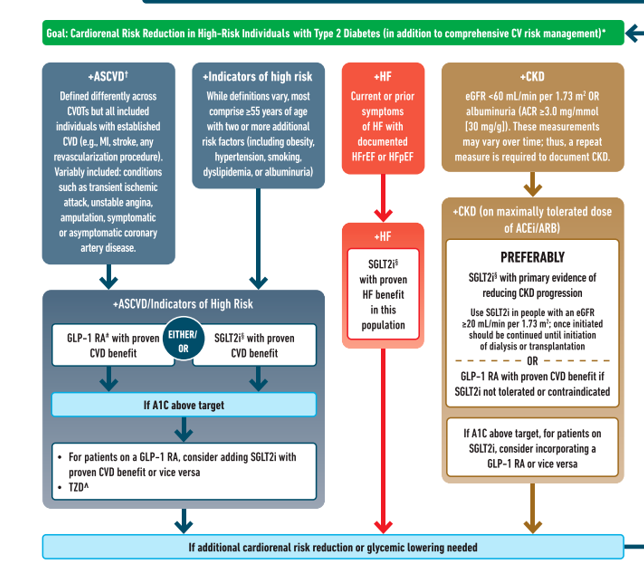 Goal: Cardiorenal Risk Reduction in High-Risk Individuals with Type 2 Diabetes (in addition to comprehensive CV risk management)*
+ASCVD†
Defined differently across
CVOTs but all included
individuals with established
CVD (e.g., MI, stroke, any
revascularization procedure).
Variably included: conditions
such as transient ischemic
attack, unstable angina,
amputation, symptomatic
or asymptomatic coronary
artery disease.
+Indicators of high risk
While definitions vary, most
comprise ≥55 years of age
with two or more additional
risk factors (including obesity,
hypertension, smoking,
dyslipidemia, or albuminuria)
+ASCVD/Indicators of High Risk
GLP-1 RA# with proven
CVD benefit
EITHER/
OR
SGLT2i§ with proven
CVD benefit
If A1C above target
• For patients on a GLP-1 RA, consider adding SGLT2i with
proven CVD benefit or vice versa
• TZD^
+HF
Current or prior
symptoms
of HF with
documented
HFrEF or HFpEF
+HF
SGLT2i§
with proven
HF benefit
in this
population
+CKD
eGFR <60 mL/min per 1.73 m² OR
albuminuria (ACR ≥3.0 mg/mmol
[30 mg/g]). These measurements
may vary over time; thus, a repeat
measure is required to document CKD.
+CKD (on maximally tolerated dose
of ACEi/ARB)
PREFERABLY
SGLT2i§ with primary evidence of
reducing CKD progression
Use SGLT2i in people with an eGFR
≥20 mL/min per 1.73 m²; once initiated
should be continued until initiation
of dialysis or transplantation
OR
GLP-1 RA with proven CVD benefit if
SGLT2i not tolerated or contraindicated
If A1C above target, for patients on
SGLT2i, consider incorporating a
GLP-1 RA or vice versa
If additional cardiorenal risk reduction or glycemic lowering needed